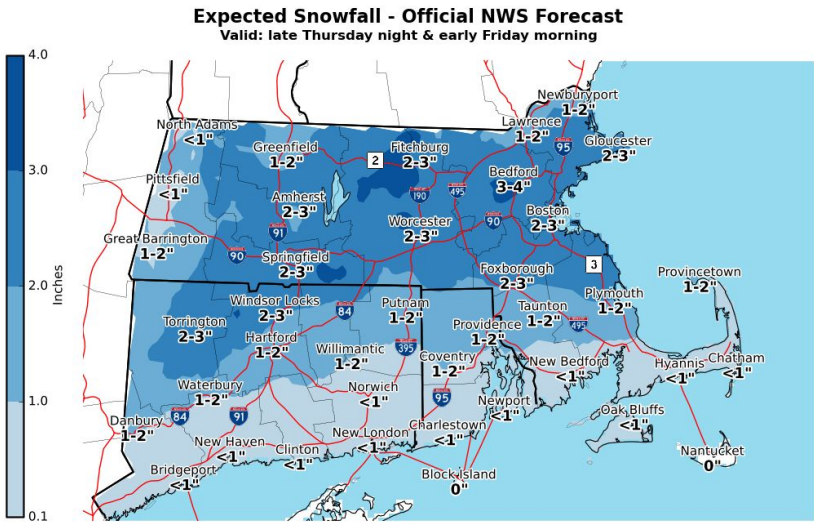 Expected Snowfall - Official NWS Forecast
Valid: late Thursday night & early Friday morning
4.0
3.0
2.0
1.0
0.1
Inches
Newburyport
1-2"
North Adams
<1"
Lawrence
1-2"
Greenfield
1-2"
2
Fitchburg
2-3"
95
Gloucester
2-3"
Pittsfield
<1"
Bedford
3-4"
190
495
Amherst
2-3"
Boston
2-3"
91
Worcester
2-3"
90
Great Barrington
1-2"
90
Springfield
2-3"
Foxborough
2-3"
3
Provincetown
1-2"
Plymouth
1-2"
Windsor Locks
2-3"
84
Putnam
1-2"
Taunton
1-2"
495
Torrington
2-3"
Hartford
1-2"
Providence
1-2"
Willimantic
1-2"
395
Coventry
1-2"
New Bedford
<1"
Hyannis
<1"
Chatham
<1"
Waterbury
1-2"
Norwich
<1"
95
Newport
<1"
Oak Bluffs
<1"
Danbury
1-2"
84
91
New Haven
<1"
Clinton
<1"
New London
<1"
Charlestown
<1"
Nantucket
0"
Bridgeport
<1"
Block Island
0"